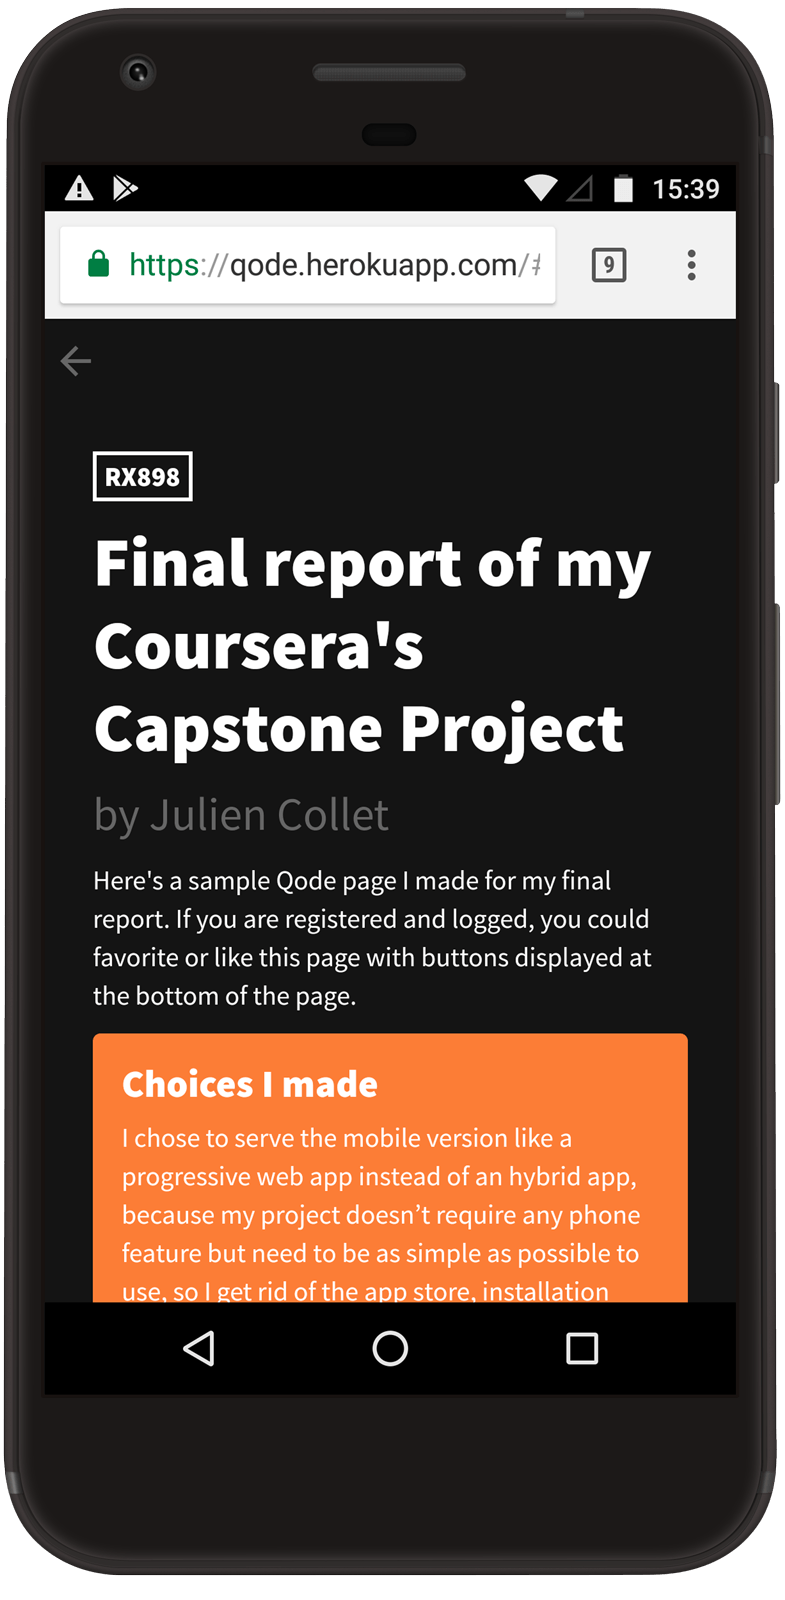 15:39
https://qode.herokuapp.com/#
9
RX898
Final report of my
Coursera's
Capstone Project
by Julien Collet
Here's a sample Qode page I made for my final
report. If you are registered and logged, you could
favorite or like this page with buttons displayed at
the bottom of the page.
Choices I made
I chose to serve the mobile version like a
progressive web app instead of an hybrid app,
because my project doesn’t require any phone
feature but need to be as simple as possible to
use, so I get rid of the app store, installation